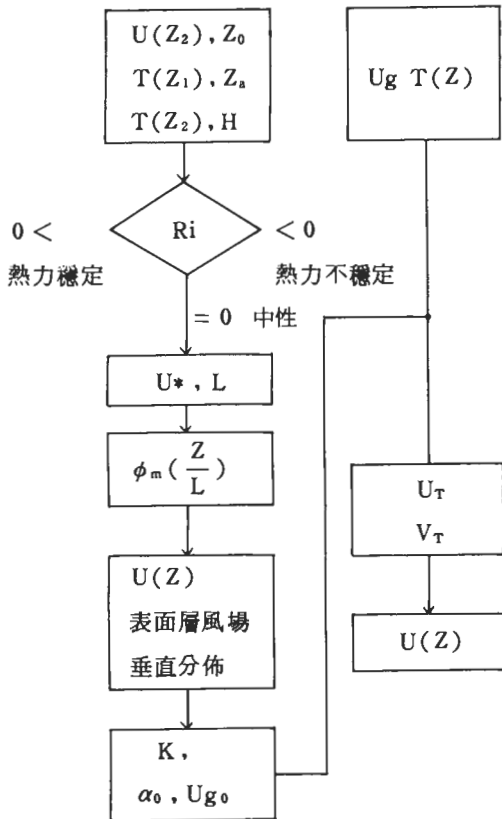 U(Z₂), Z₀
T(Z₁), Zₐ
T(Z₂), H
Ug T(Z)
0 <
Ri
< 0
熱力穩定
熱力不穩定
= 0 中性
U* , L
ϕₘ(Z/L)
U(Z)
表面層風場
垂直分佈
U_T
V_T
U(Z)
K ,
α₀ , Ug₀